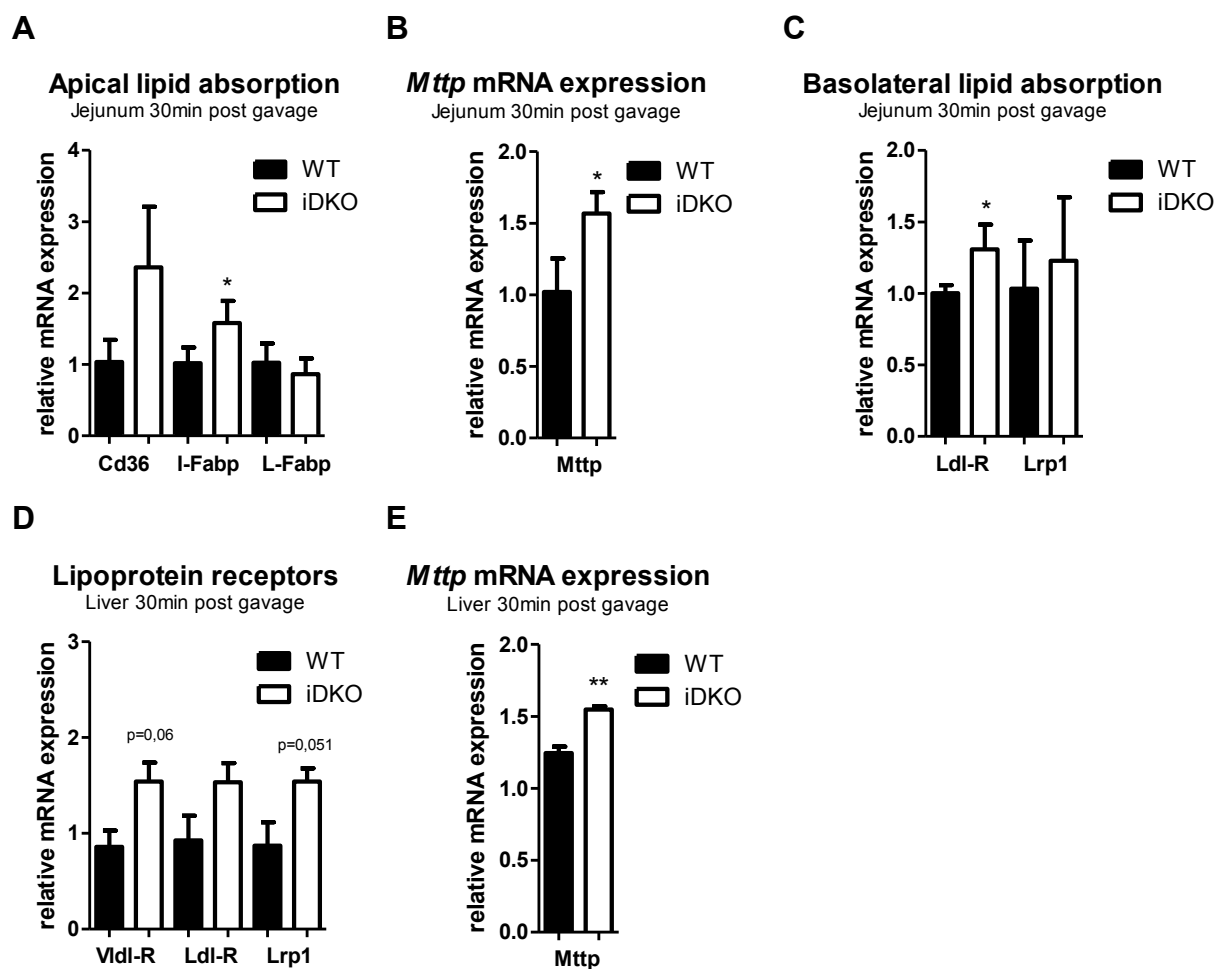 A
Apical lipid absorption
Jejunum 30min post gavage
relative mRNA expression
4
3
2
1
0
*
WT
iDKO
Cd36 I-Fabp L-Fabp
B
Mttp mRNA expression
Jejunum 30min post gavage
relative mRNA expression
2.0
1.5
1.0
0.5
0.0
*
WT
iDKO
Mttp
C
Basolateral lipid absorption
Jejunum 30min post gavage
relative mRNA expression
2.0
1.5
1.0
0.5
0.0
*
WT
iDKO
Ldl-R Lrp1
D
Lipoprotein receptors
Liver 30min post gavage
relative mRNA expression
3
2
1
0
p=0,06
p=0,051
WT
iDKO
Vldl-R Ldl-R Lrp1
E
Mttp mRNA expression
Liver 30min post gavage
relative mRNA expression
2.0
1.5
1.0
0.5
0.0
**
WT
iDKO
Mttp